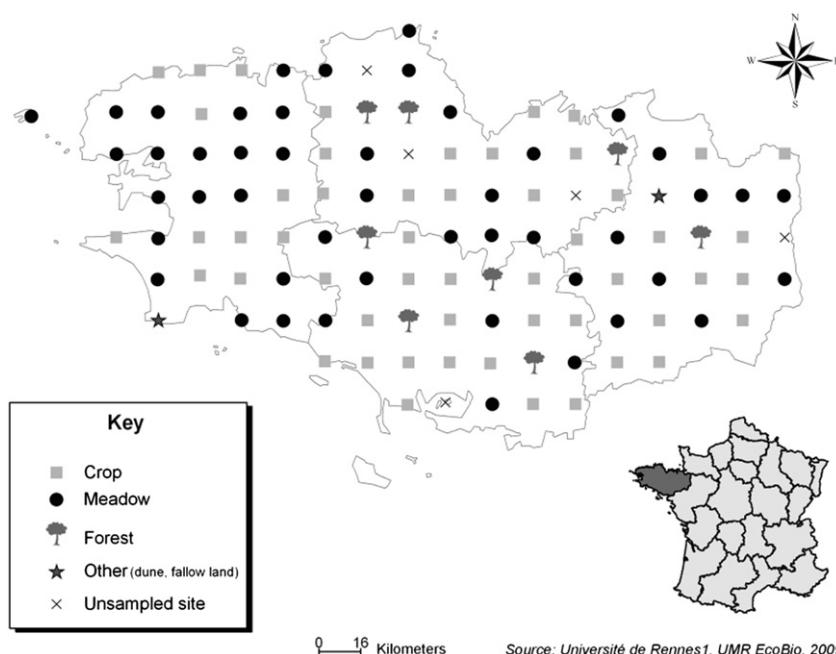 N
W
S
Key
Crop
Meadow
Forest
Other (dune, fallow land)
Unsampled site
0 16 Kilometers
Source: Université de Rennes1, UMR EcoBio, 200